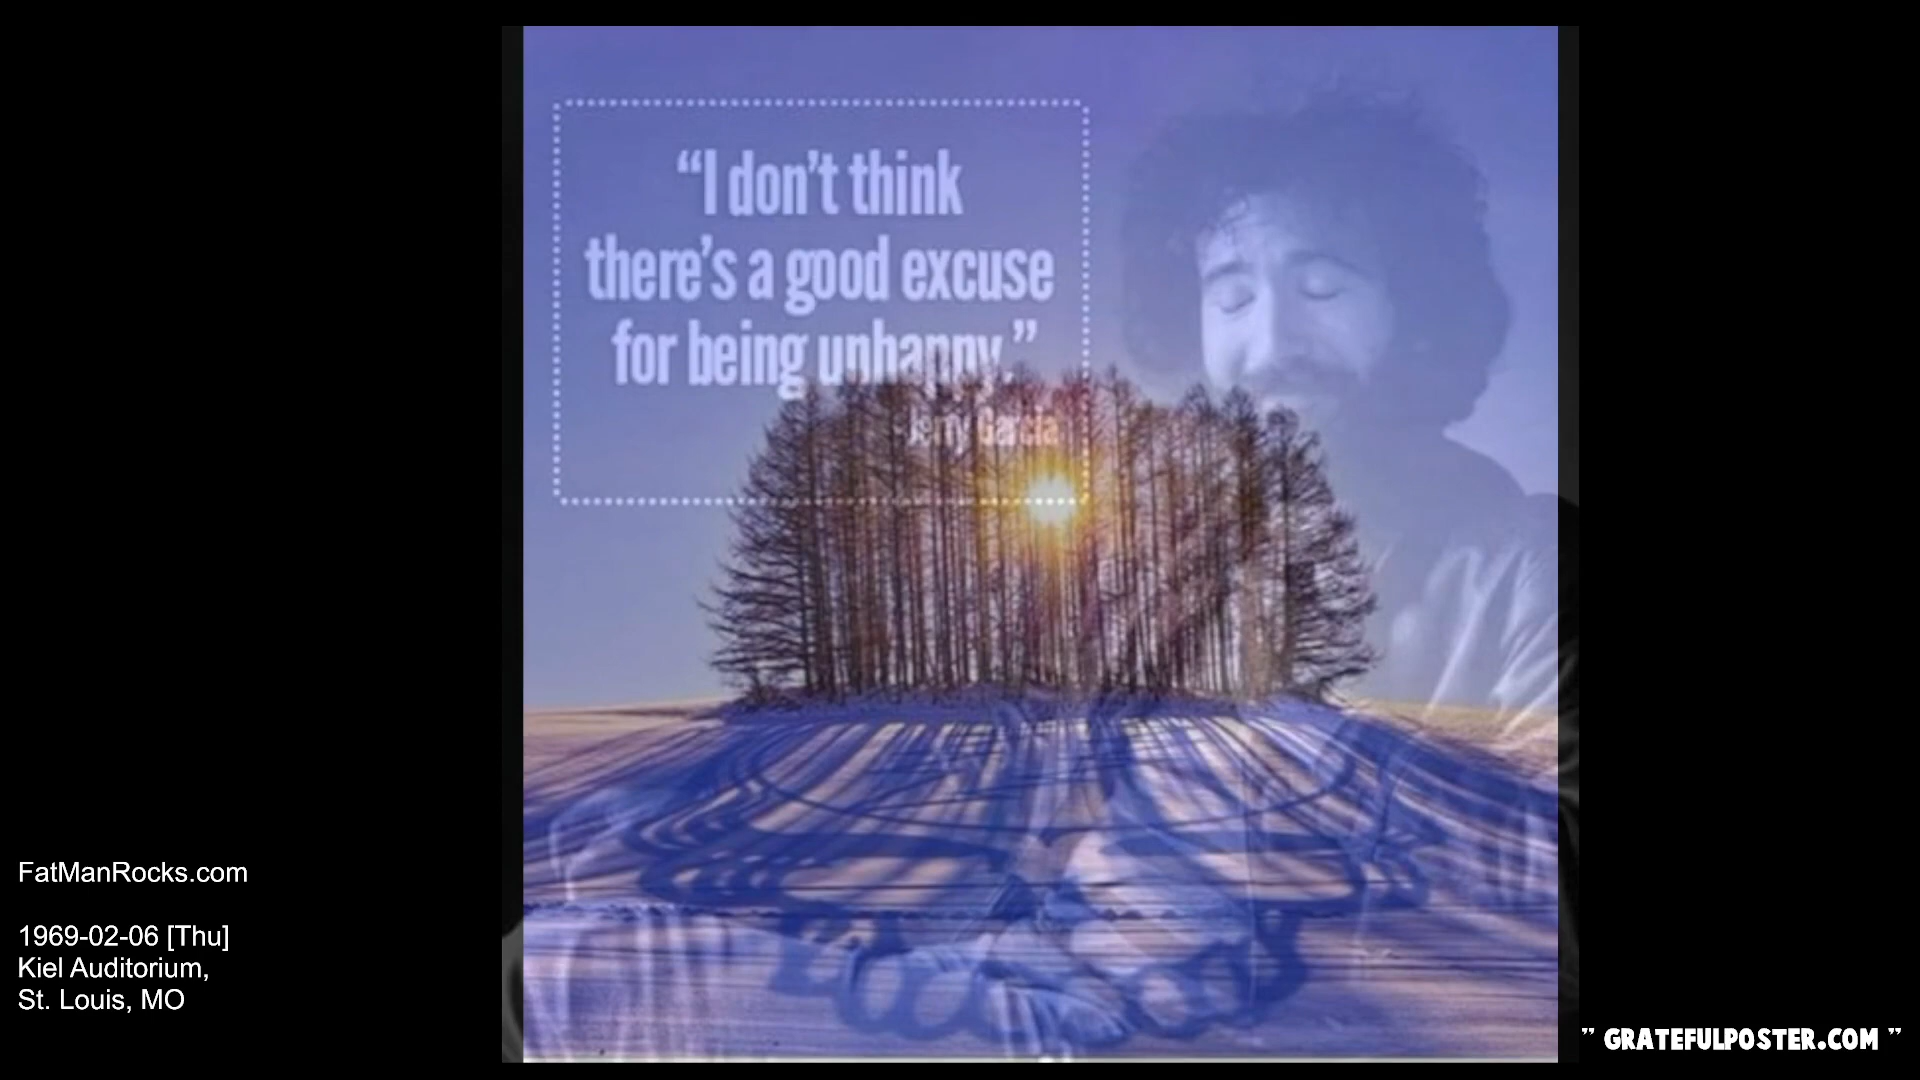 “I don’t think
there’s a good excuse
for being unhappy.”
-Jerry Garcia
FatManRocks.com
1969-02-06 [Thu]
Kiel Auditorium,
St. Louis, MO
" GRATEFULPOSTER.COM "